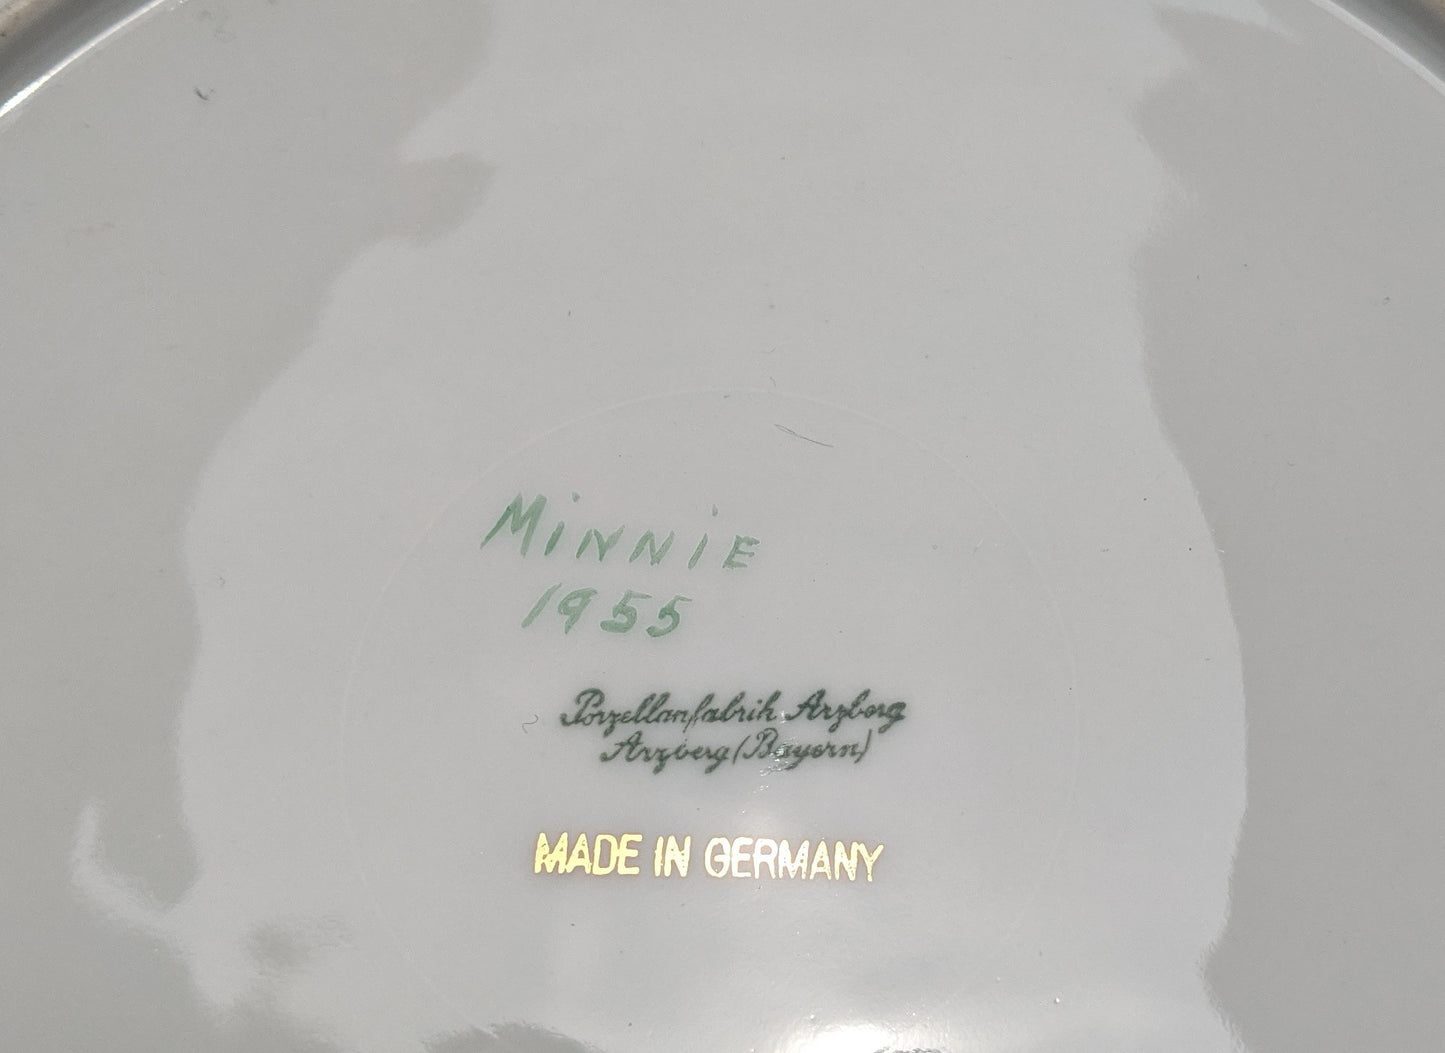 MiNNiE
1955
Porzellanfabrik Arzberg
Arzberg (Bayern)
MADE IN GERMANY